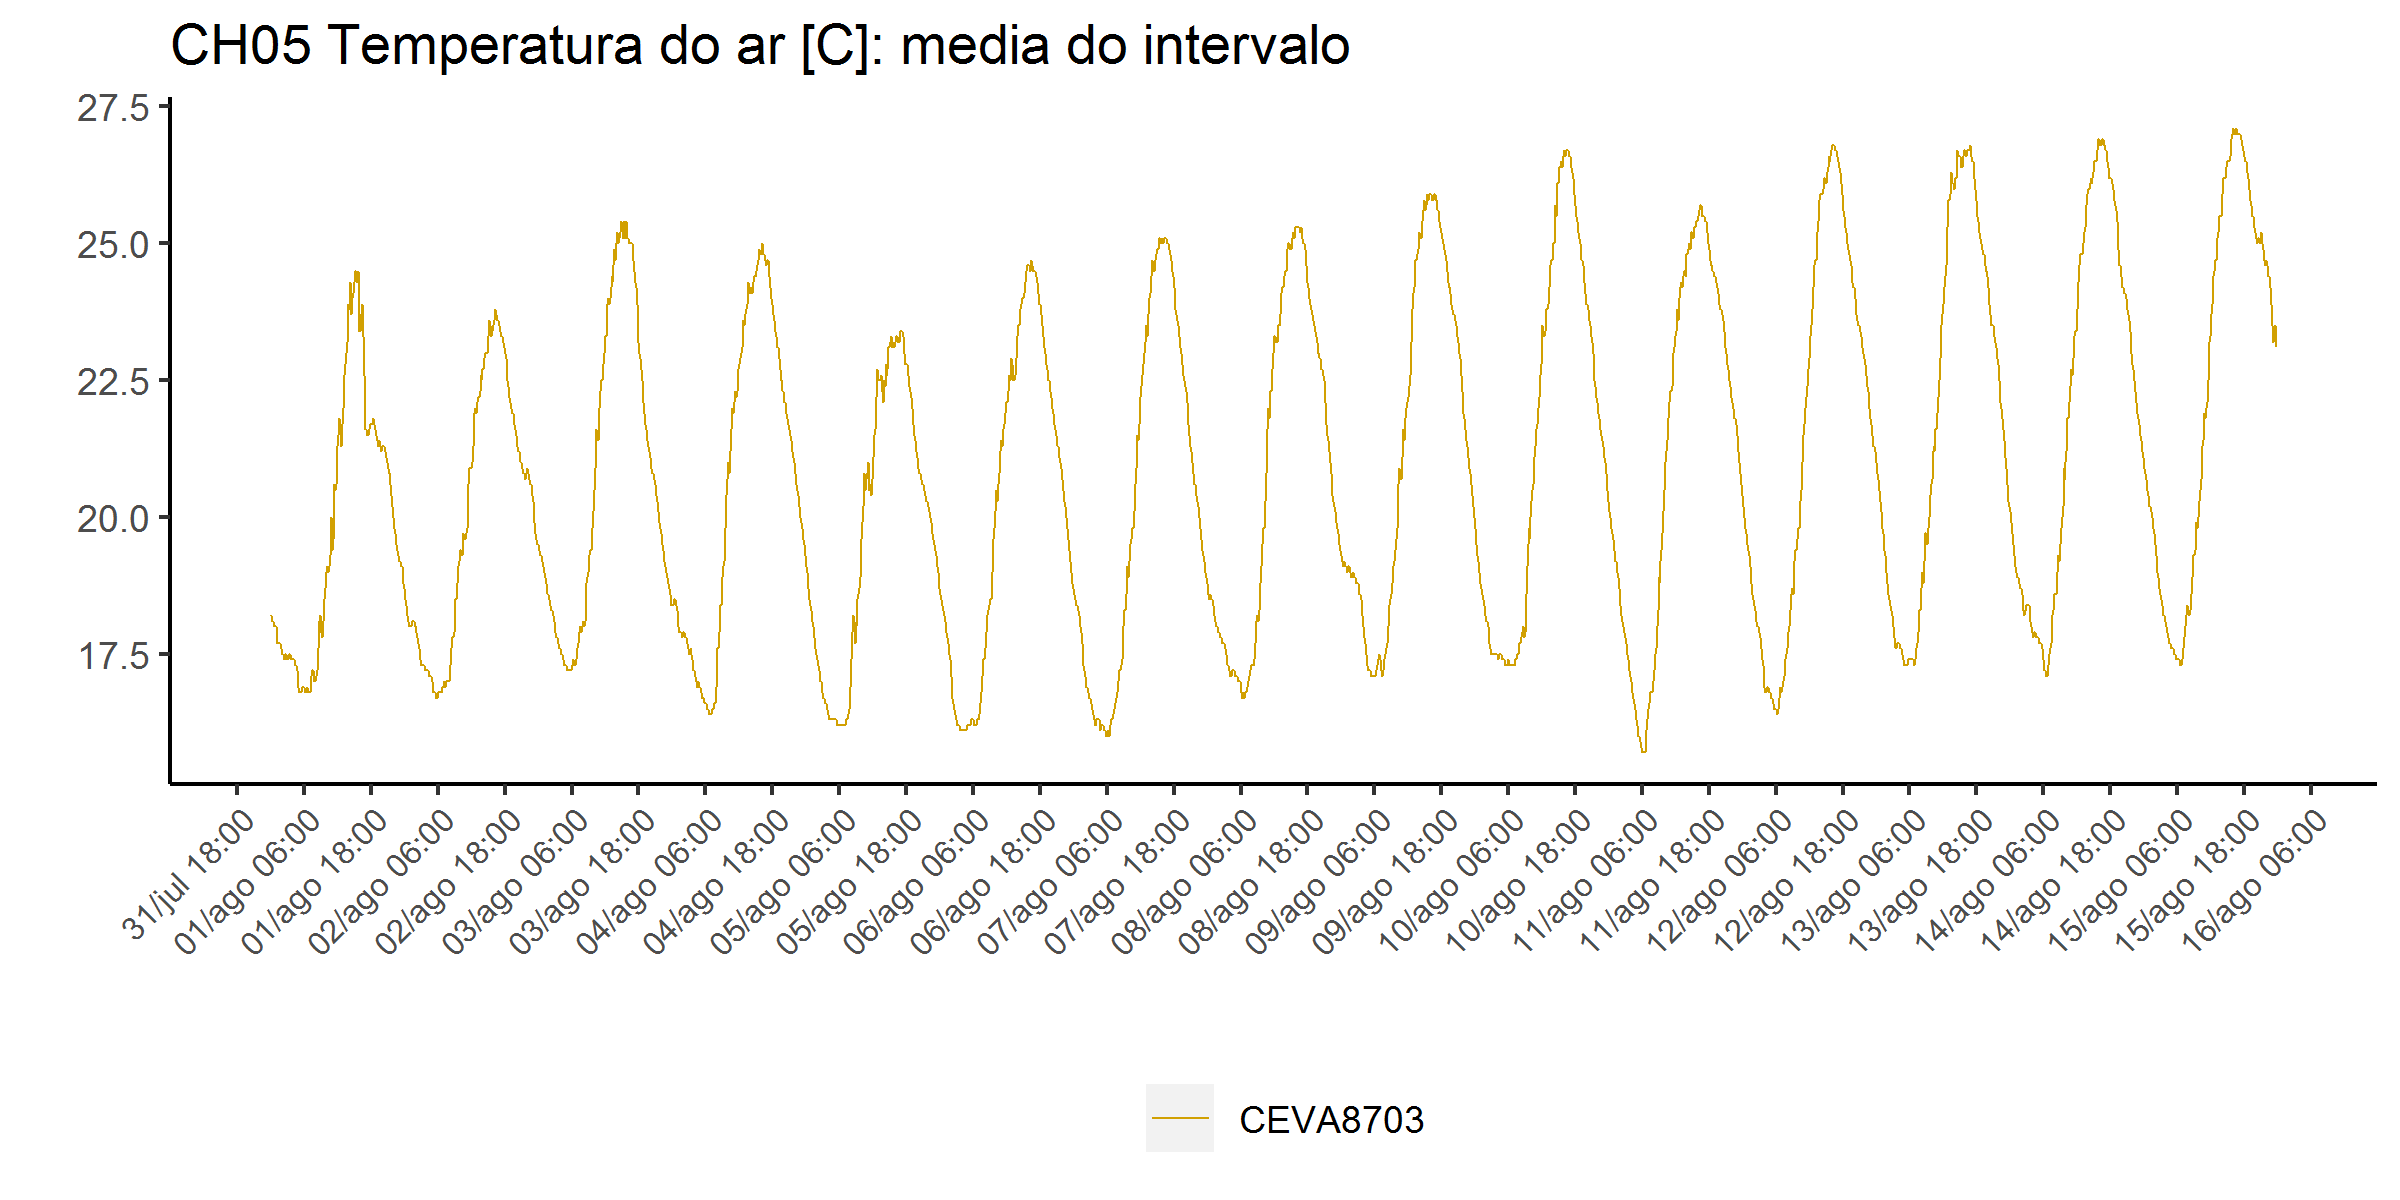 CH05 Temperatura do ar [C]: media do intervalo
27.5
25.0
22.5
20.0
17.5
31/jul 18:00
01/ago 06:00
01/ago 18:00
02/ago 06:00
02/ago 18:00
03/ago 06:00
03/ago 18:00
04/ago 06:00
04/ago 18:00
05/ago 06:00
05/ago 18:00
06/ago 06:00
06/ago 18:00
07/ago 06:00
07/ago 18:00
08/ago 06:00
08/ago 18:00
09/ago 06:00
09/ago 18:00
10/ago 06:00
10/ago 18:00
11/ago 06:00
11/ago 18:00
12/ago 06:00
12/ago 18:00
13/ago 06:00
13/ago 18:00
14/ago 06:00
14/ago 18:00
15/ago 06:00
15/ago 18:00
16/ago 06:00
CEVA8703